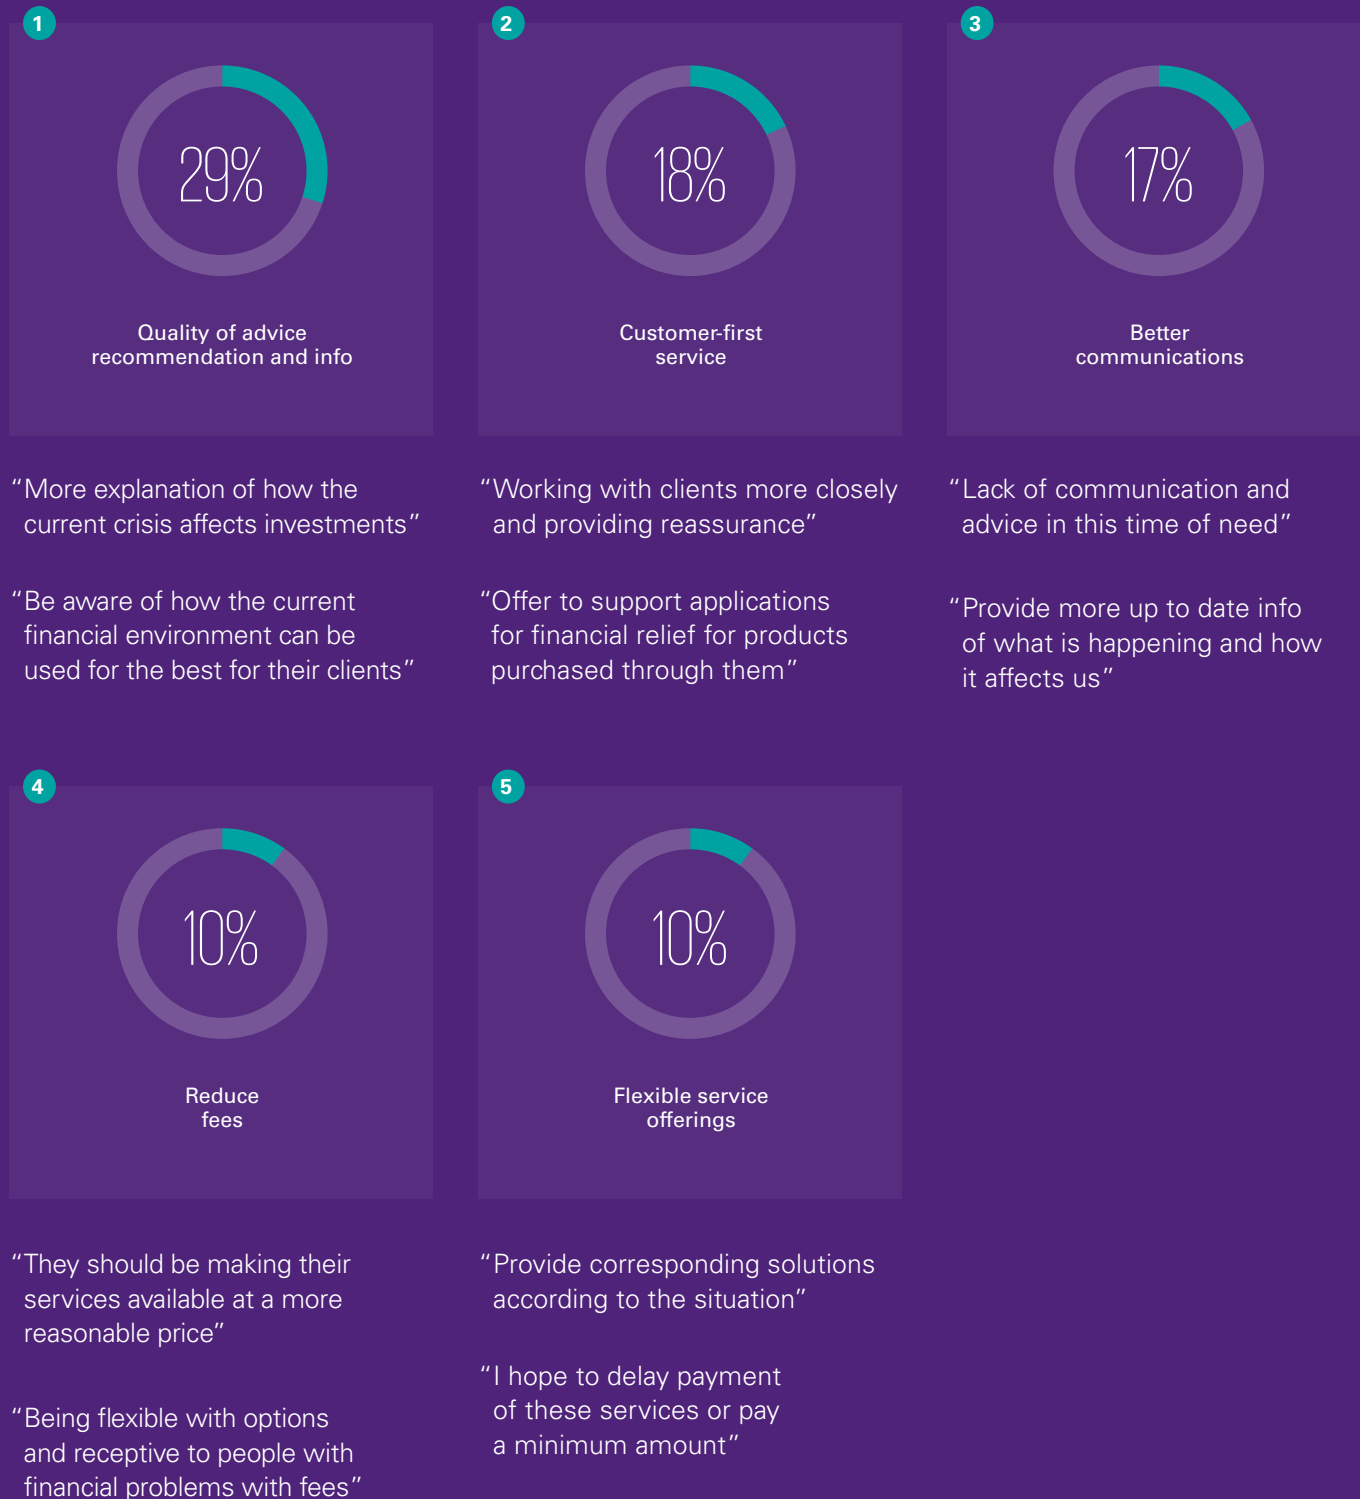 1
29%
Quality of advice
recommendation and info
“More explanation of how the
current crisis affects investments”
“Be aware of how the current
financial environment can be
used for the best for their clients”
2
18%
Customer-first
service
“Working with clients more closely
and providing reassurance”
“Offer to support applications
for financial relief for products
purchased through them”
3
17%
Better
communications
“Lack of communication and
advice in this time of need”
“Provide more up to date info
of what is happening and how
it affects us”
4
10%
Reduce
fees
“They should be making their
services available at a more
reasonable price”
“Being flexible with options
and receptive to people with
financial problems with fees”
5
10%
Flexible service
offerings
“Provide corresponding solutions
according to the situation”
“I hope to delay payment
of these services or pay
a minimum amount”